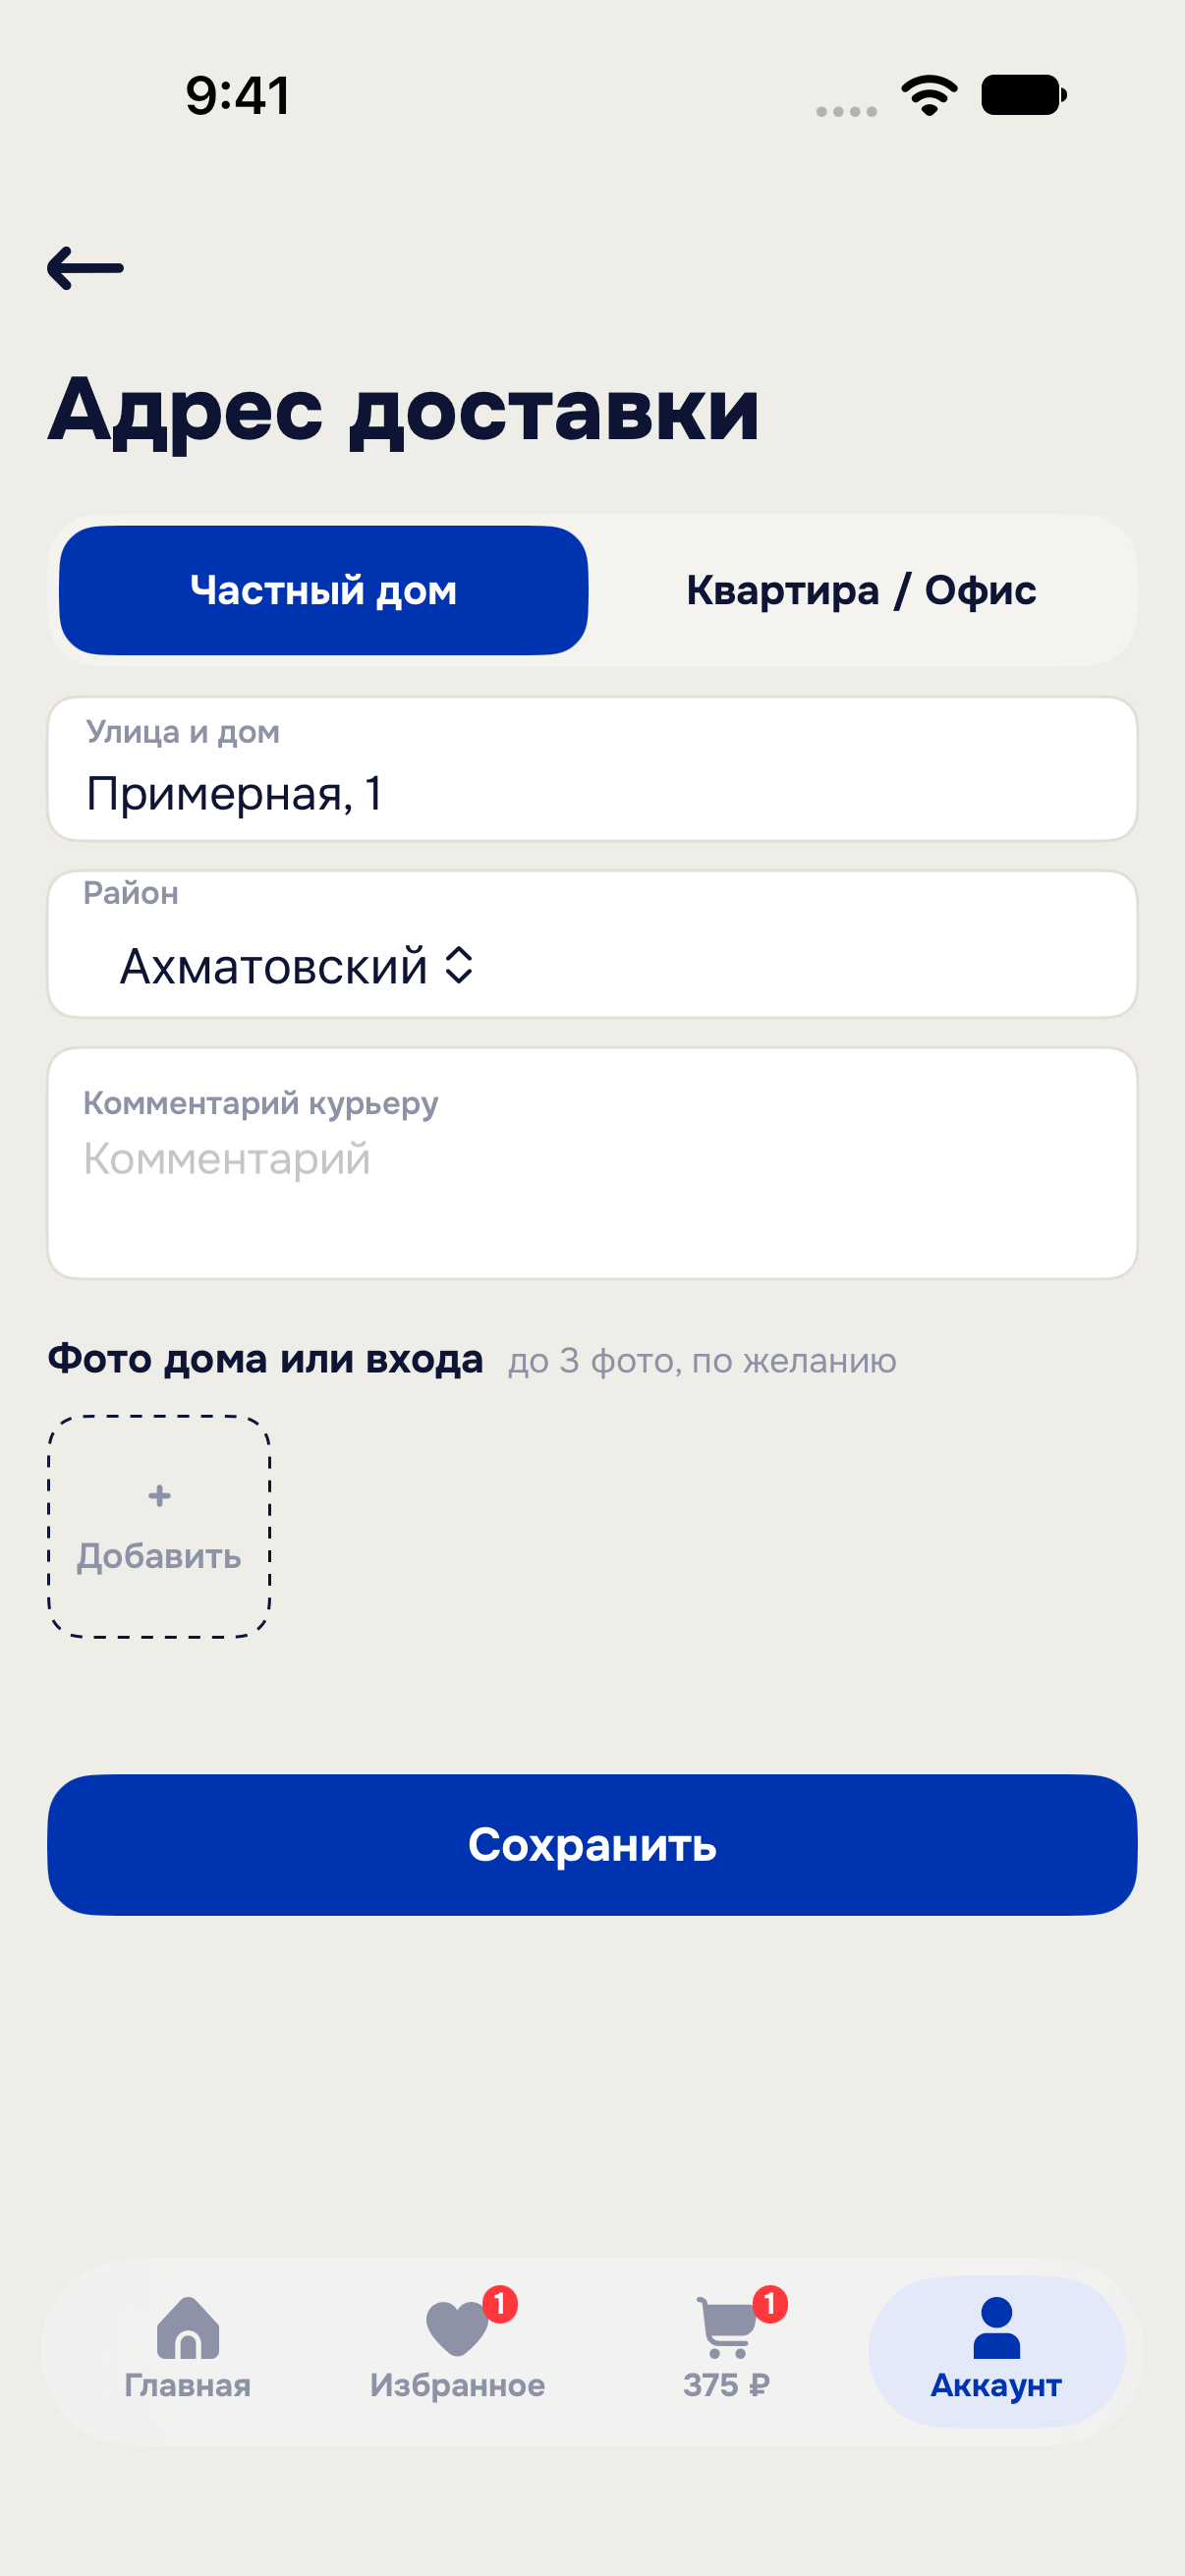 9:41
Адрес доставки
Частный дом
Квартира / Офис
Улица и дом
Примерная, 1
Район
Ахматовский
Комментарий курьеру
Комментарий
Фото дома или входа до 3 фото, по желанию
+
Добавить
Сохранить
1
1
Главная
Избранное
375 ₽
Аккаунт